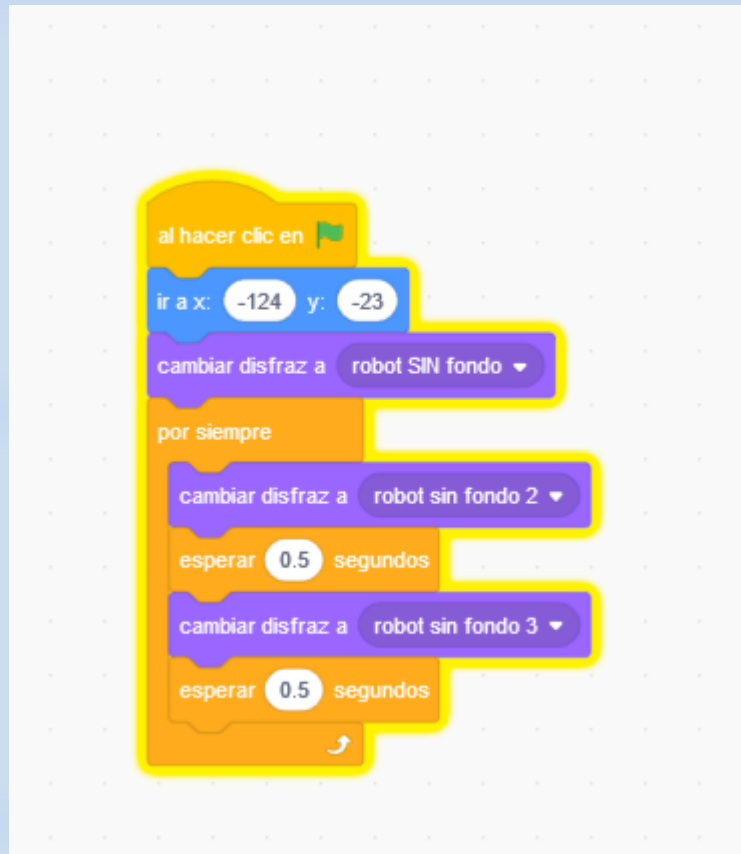 al hacer clic en
ir a x: -124 y: -23
cambiar disfraz a robot SIN fondo
por siempre
cambiar disfraz a robot sin fondo 2
esperar 0.5 segundos
cambiar disfraz a robot sin fondo 3
esperar 0.5 segundos